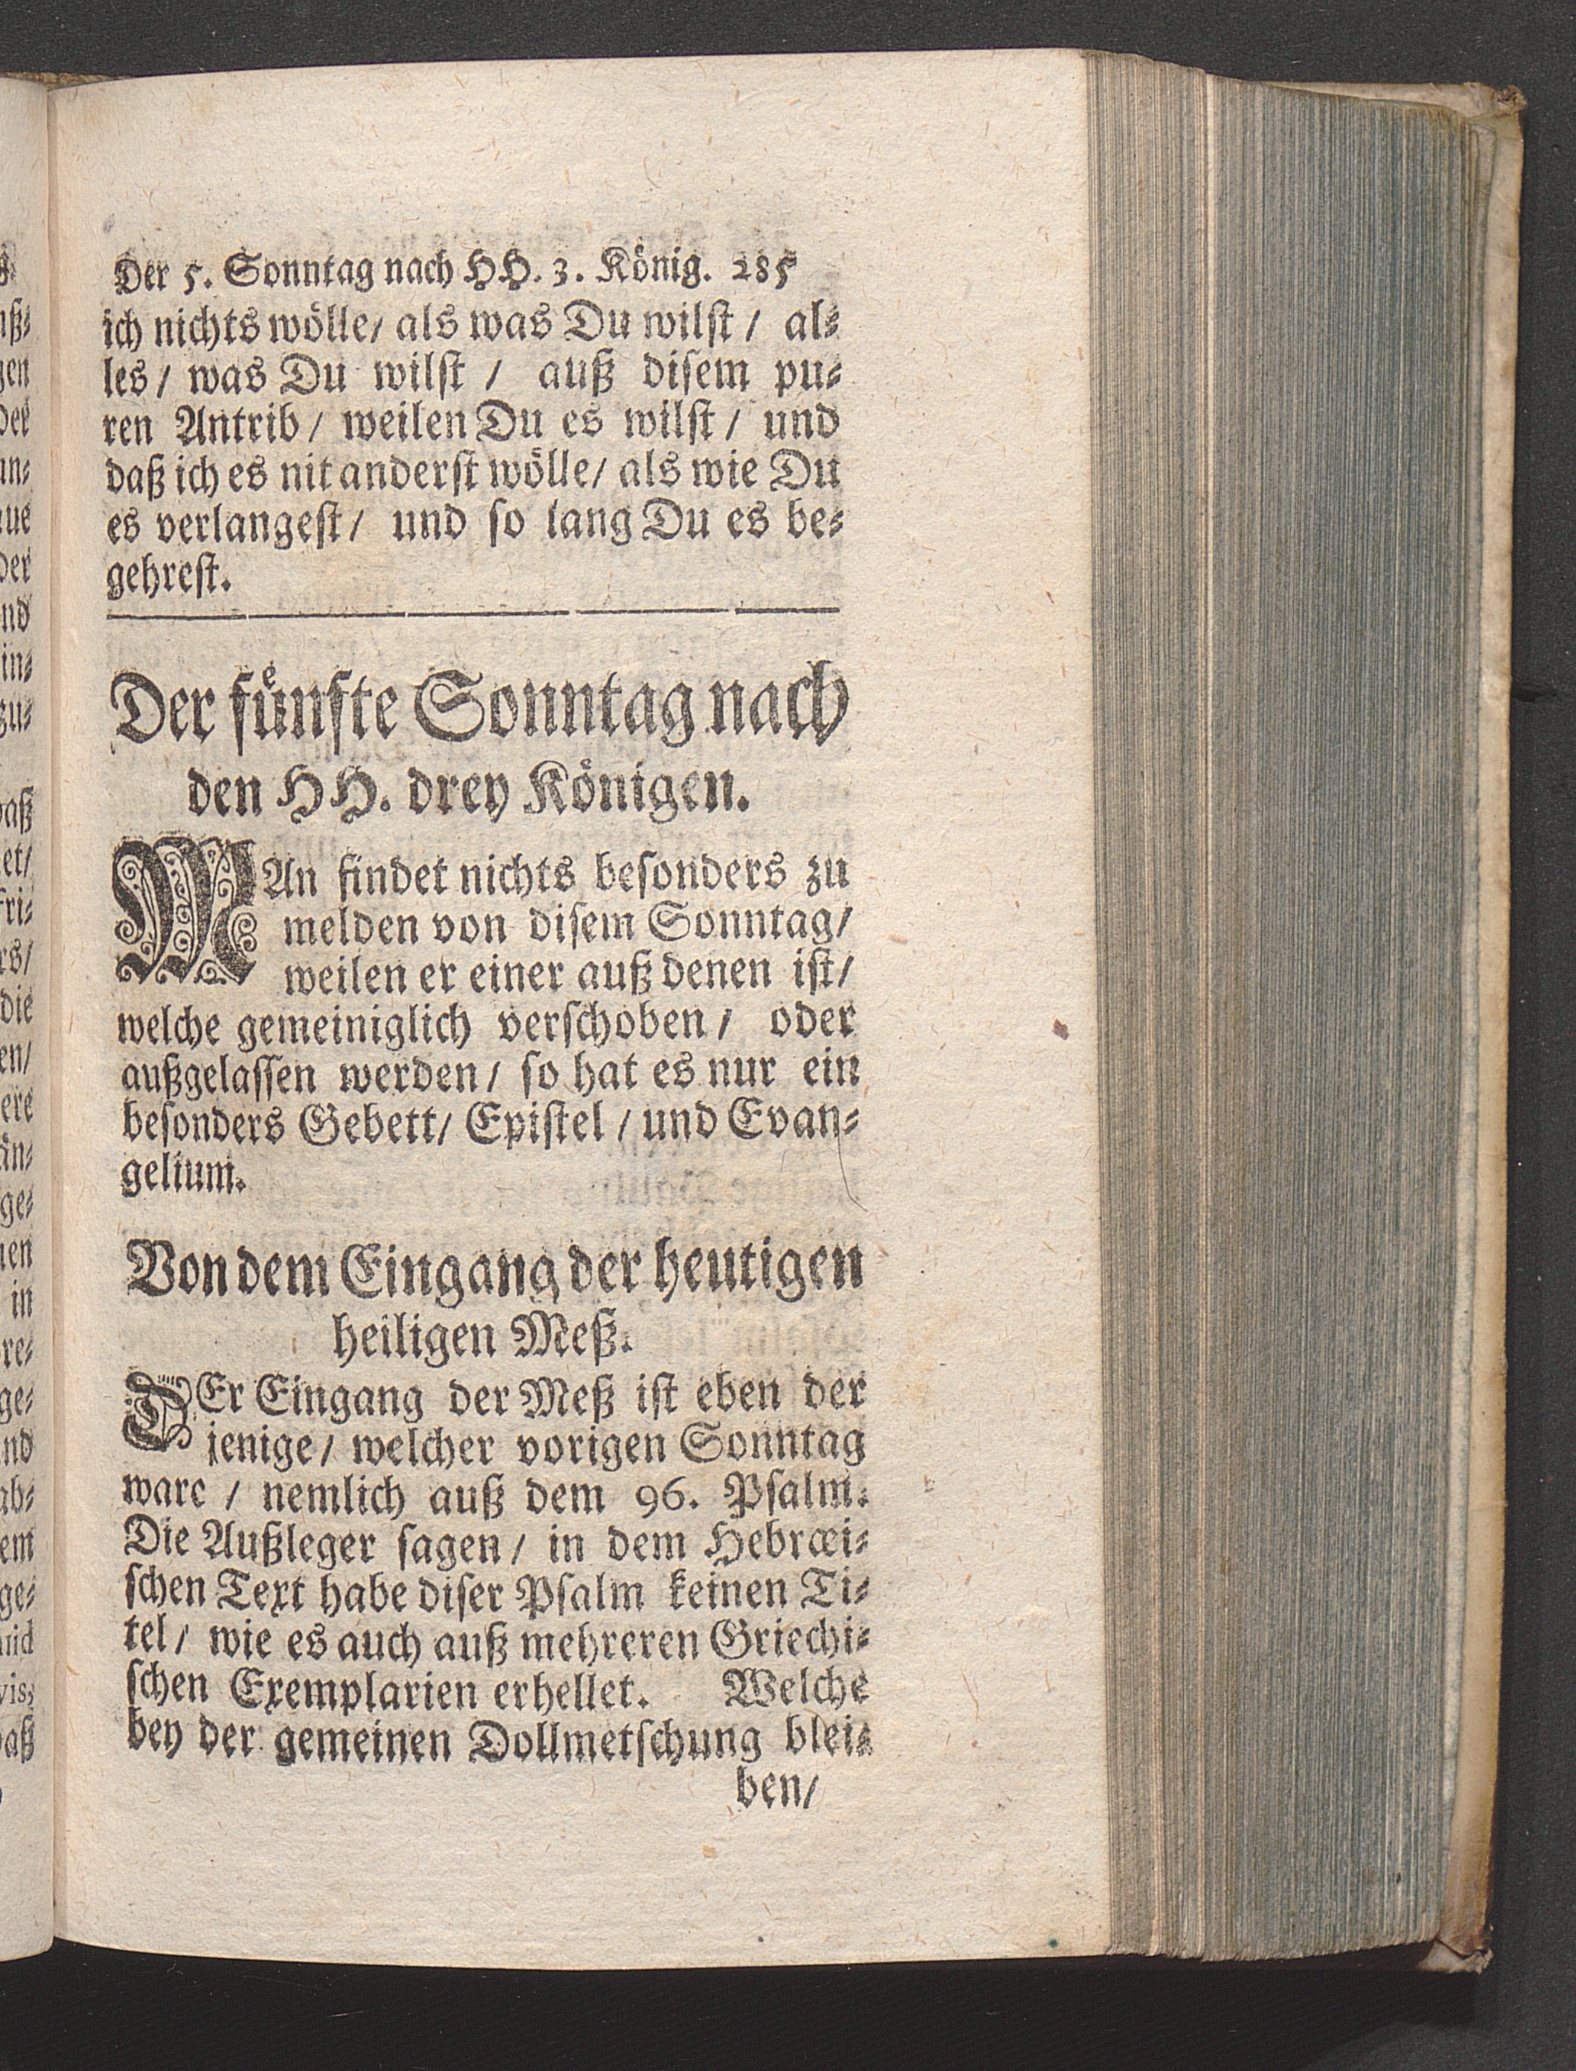 Der 5. Sonntag nach HH. 3. König. 285
ich nichts wölle/ als was Du wilst / al⸗
les / was Du wilst / auß disem pu⸗
ren Antrib / weilen Du es wilst / und
daß ich es nit anderst wölle/ als wie Du
es verlangest / und so lang Du es be⸗
gehrest.
Der fünfte Sonntag nach
den HH. drey Königen.
MAn findet nichts besonders zu
melden von disem Sonntag/
weilen er einer auß denen ist/
welche gemeiniglich verschoben / oder
außgelassen werden / so hat es nur ein
besonders Gebett/ Epistel / und Evan⸗
gelium.
Von dem Eingang der heutigen
heiligen Meß.
DEr Eingang der Meß ist eben der
jenige / welcher vorigen Sonntag
ware / nemlich auß dem 96. Psalm.
Die Außleger sagen / in dem Hebræi⸗
schen Text habe diser Psalm keinen Ti⸗
tel / wie es auch auß mehreren Griechi⸗
schen Exemplarien erhellet. Welche
bey der gemeinen Dollmetschung blei⸗
ben/